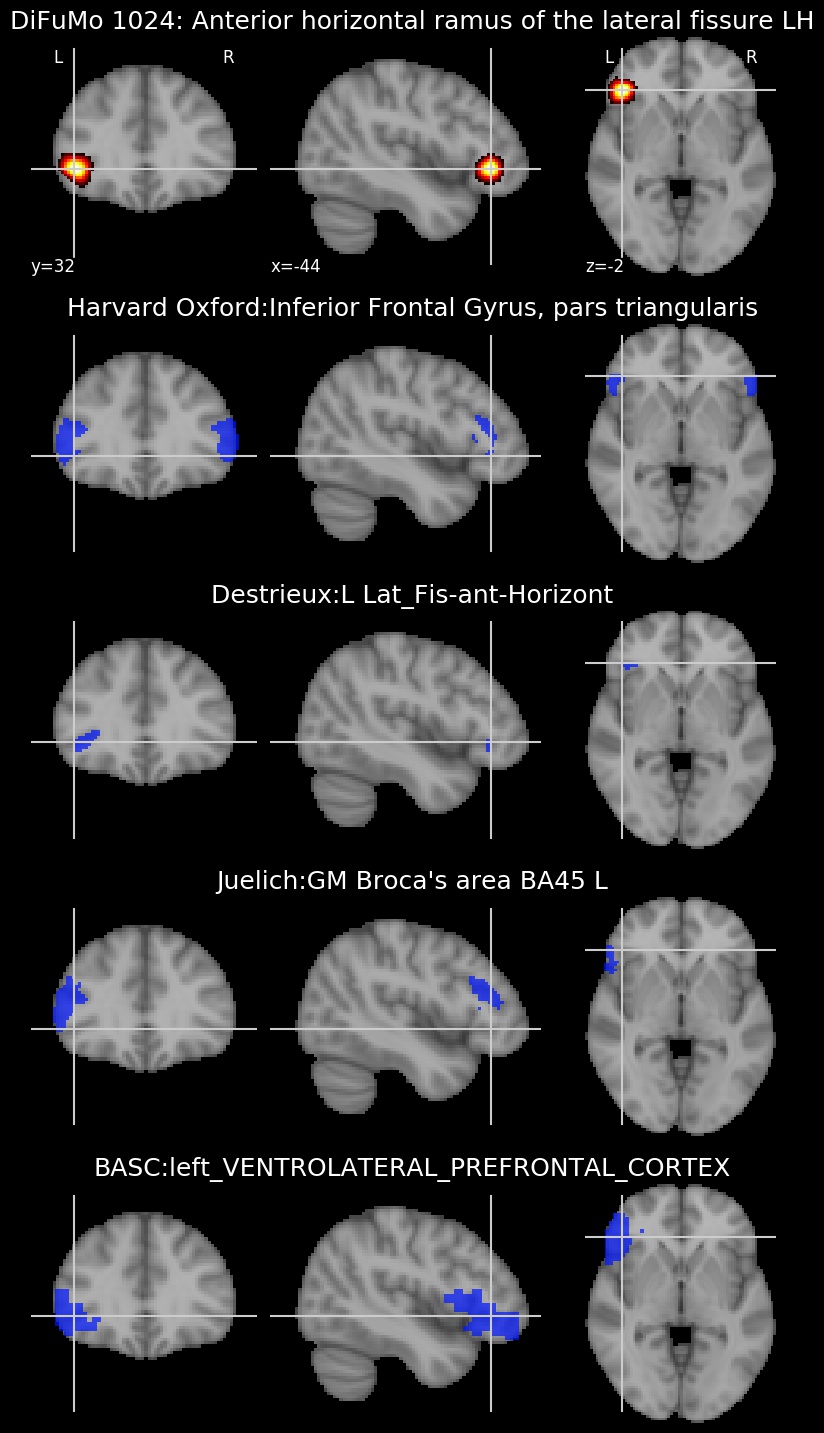 DiFuMo 1024: Anterior horizontal ramus of the lateral fissure LH
L R L R
y=32 x=-44 z=-2
Harvard Oxford:Inferior Frontal Gyrus, pars triangularis
Destrieux:L Lat_Fis-ant-Horizont
Juelich:GM Broca's area BA45 L
BASC:left_VENTROLATERAL_PREFRONTAL_CORTEX